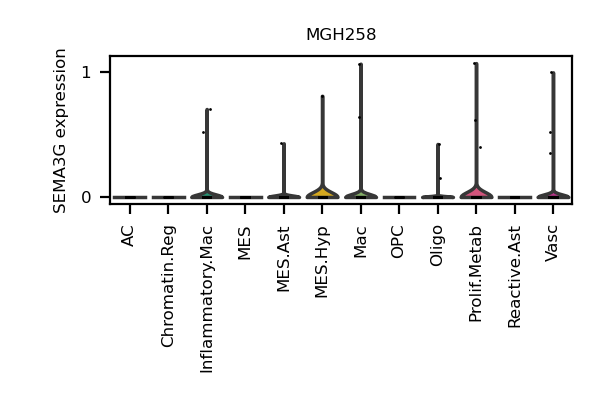 MGH258
SEMA3G expression
1
0
AC
Chromatin.Reg
Inflammatory.Mac
MES
MES.Ast
MES.Hyp
Mac
OPC
Oligo
Prolif.Metab
Reactive.Ast
Vasc